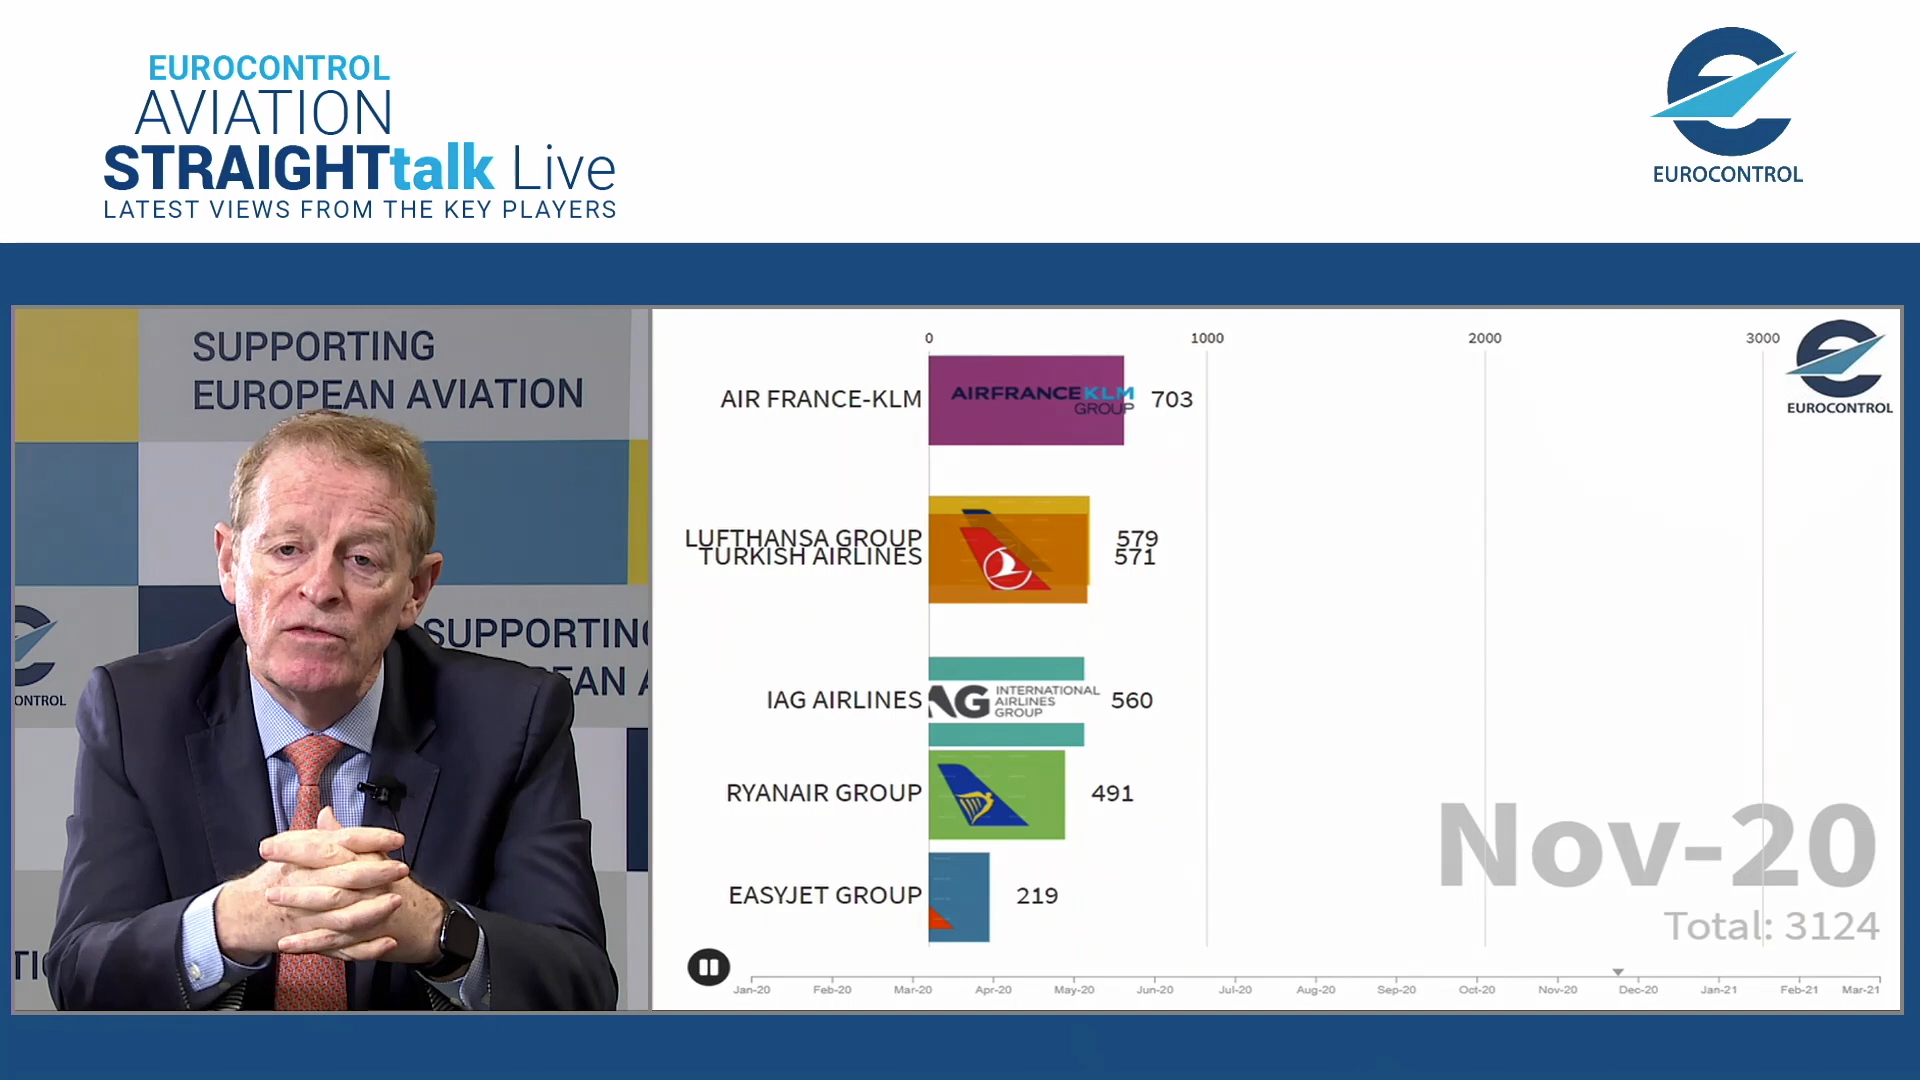 EUROCONTROL
AVIATION
STRAIGHTtalk Live
LATEST VIEWS FROM THE KEY PLAYERS
EUROCONTROL
SUPPORTING
EUROPEAN AVIATION
SUPPORTING
EAN A
ONTROL
TI
0 1000 2000 3000
EUROCONTROL
AIR FRANCE-KLM AIRFRANCE KLM GROUP 703
LUFTHANSA GROUP 579
TURKISH AIRLINES 571
IAG AIRLINES IAG INTERNATIONAL AIRLINES GROUP 560
RYANAIR GROUP 491
EASYJET GROUP 219
Nov-20
Total: 3124
Jan-20 Feb-20 Mar-20 Apr-20 May-20 Jun-20 Jul-20 Aug-20 Sep-20 Oct-20 Nov-20 Dec-20 Jan-21 Feb-21 Mar-21